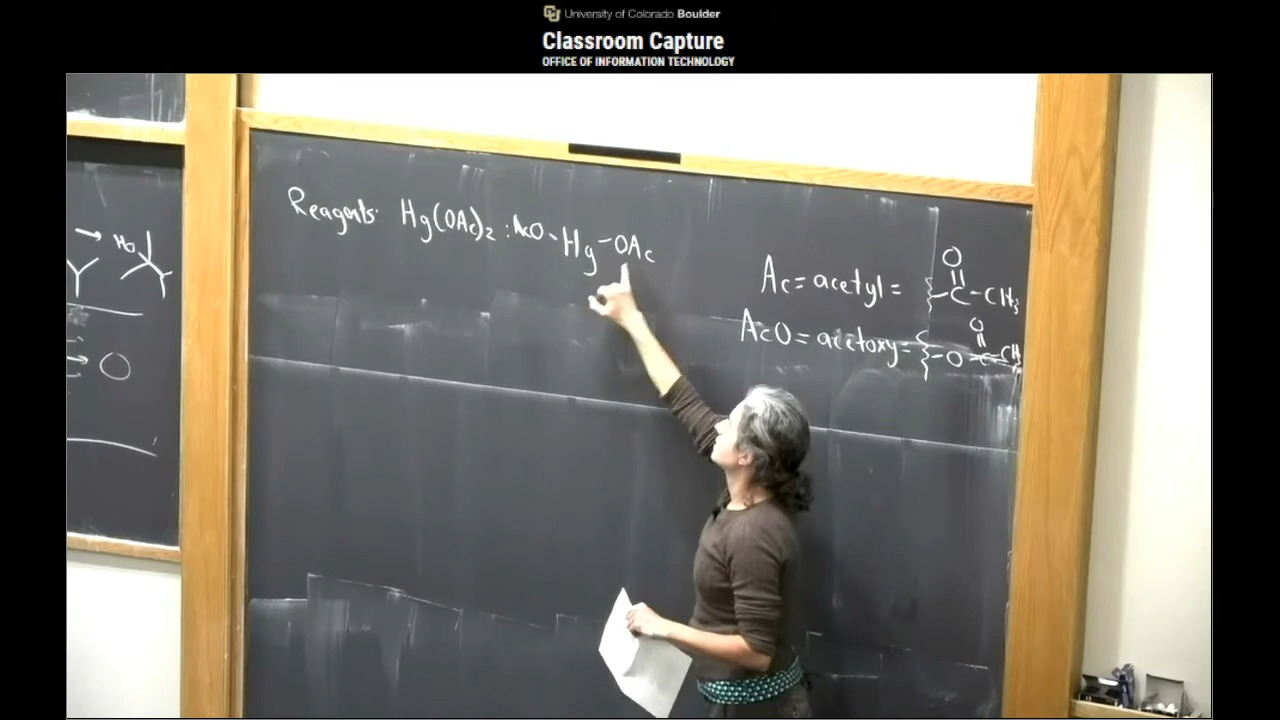 University of Colorado Boulder
Classroom Capture
OFFICE OF INFORMATION TECHNOLOGY
Reagents: Hg(OAc)2 : AcO-Hg-OAc
HO
O
Ac = acetyl = -C-CH3
O
AcO = acetoxy = -O-C-CH3